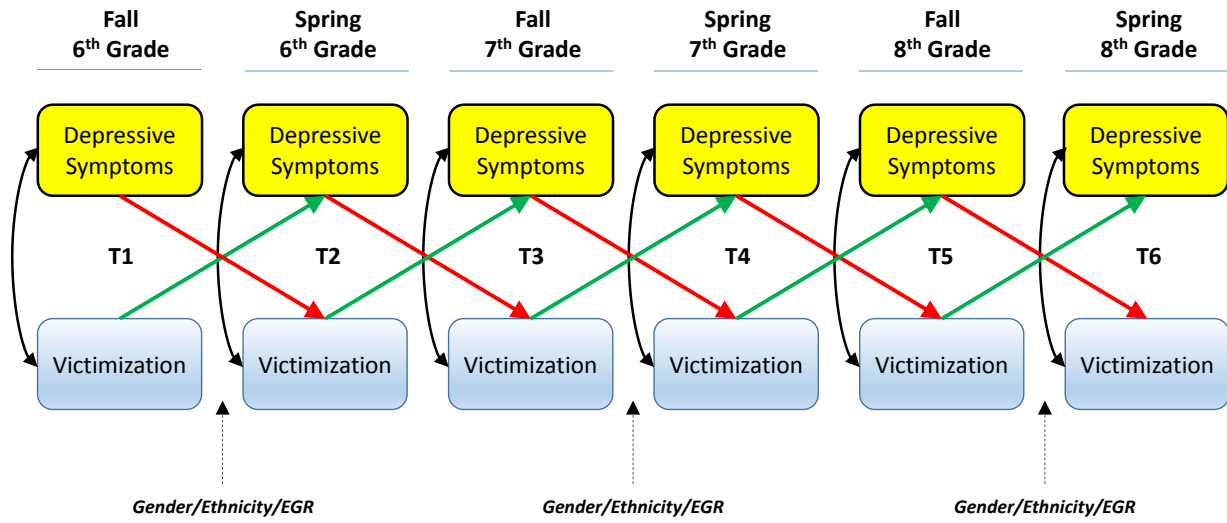 Fall
6th Grade
Spring
6th Grade
Fall
7th Grade
Spring
7th Grade
Fall
8th Grade
Spring
8th Grade
Depressive
Symptoms
Depressive
Symptoms
Depressive
Symptoms
Depressive
Symptoms
Depressive
Symptoms
Depressive
Symptoms
T1
T2
T3
T4
T5
T6
Victimization
Victimization
Victimization
Victimization
Victimization
Victimization
Gender/Ethnicity/EGR
Gender/Ethnicity/EGR
Gender/Ethnicity/EGR